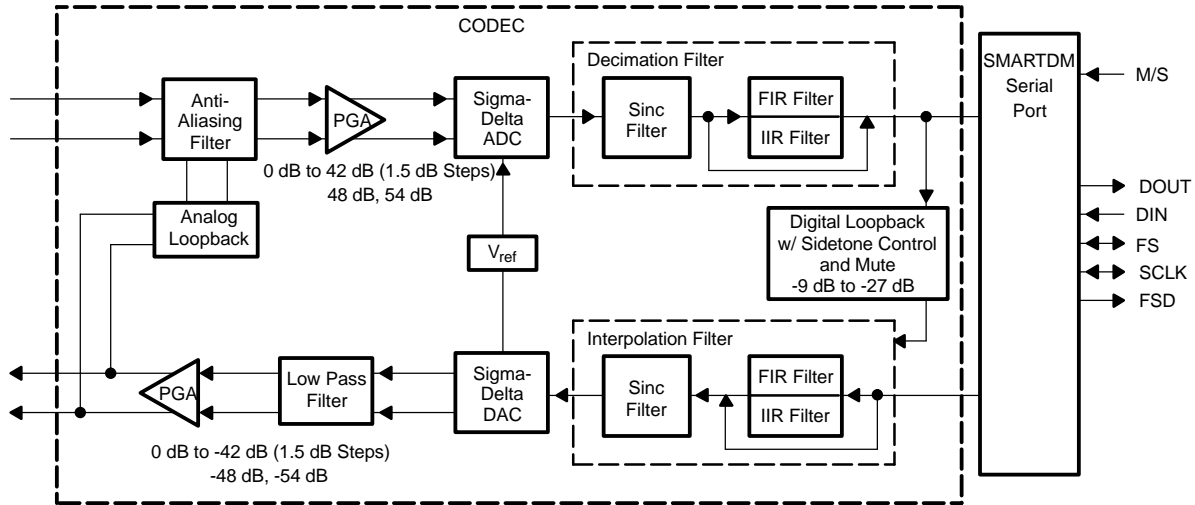 CODEC
Decimation Filter
SMARTDM
Serial
Port
M/S
Anti-
Aliasing
Filter
PGA
Sigma-
Delta
ADC
Sinc
Filter
FIR Filter
IIR Filter
0 dB to 42 dB (1.5 dB Steps)
48 dB, 54 dB
Analog
Loopback
Vref
Digital Loopback
w/ Sidetone Control
and Mute
-9 dB to -27 dB
DOUT
DIN
FS
SCLK
FSD
Interpolation Filter
PGA
Low Pass
Filter
Sigma-
Delta
DAC
Sinc
Filter
FIR Filter
IIR Filter
0 dB to -42 dB (1.5 dB Steps)
-48 dB, -54 dB